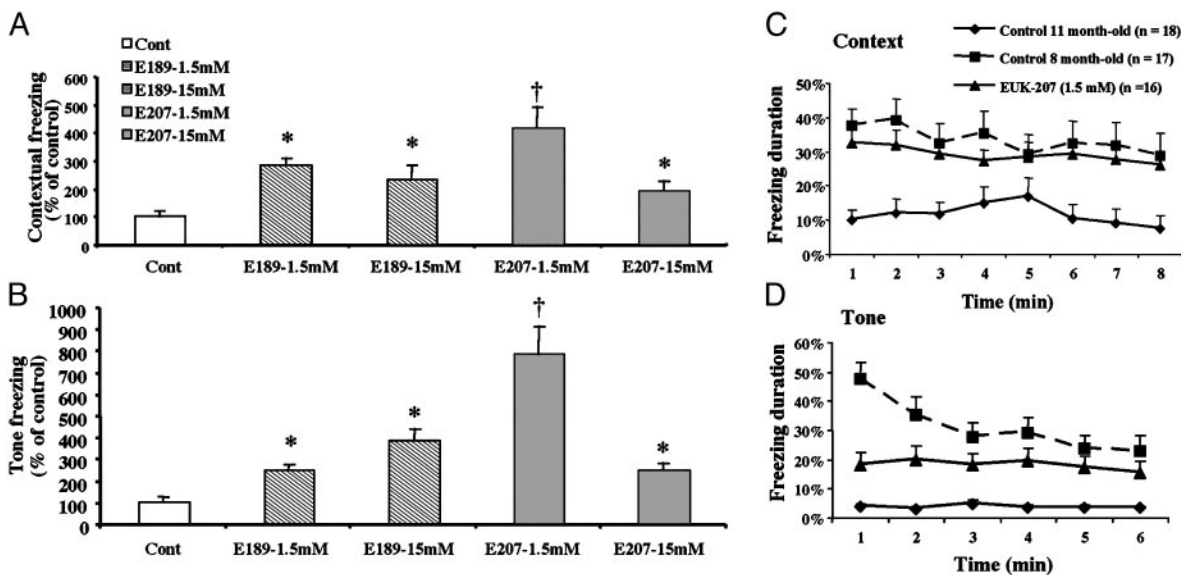 A
Cont
E189-1.5mM
E189-15mM
E207-1.5mM
E207-15mM
Contextual freezing
(% of control)
600
500
400
300
200
100
0
*
*
†
*
Cont
E189-1.5mM
E189-15mM
E207-1.5mM
E207-15mM
B
Tone freezing
(% of control)
1000
900
800
700
600
500
400
300
200
100
0
*
*
†
*
Cont
E189-1.5mM
E189-15mM
E207-1.5mM
E207-15mM
C
Context
Control 11 month-old (n = 18)
Control 8 month-old (n = 17)
EUK-207 (1.5 mM) (n =16)
Freezing duration
50%
40%
30%
20%
10%
0%
1 2 3 4 5 6 7 8
Time (min)
D
Tone
Freezing duration
60%
50%
40%
30%
20%
10%
0%
1 2 3 4 5 6
Time (min)